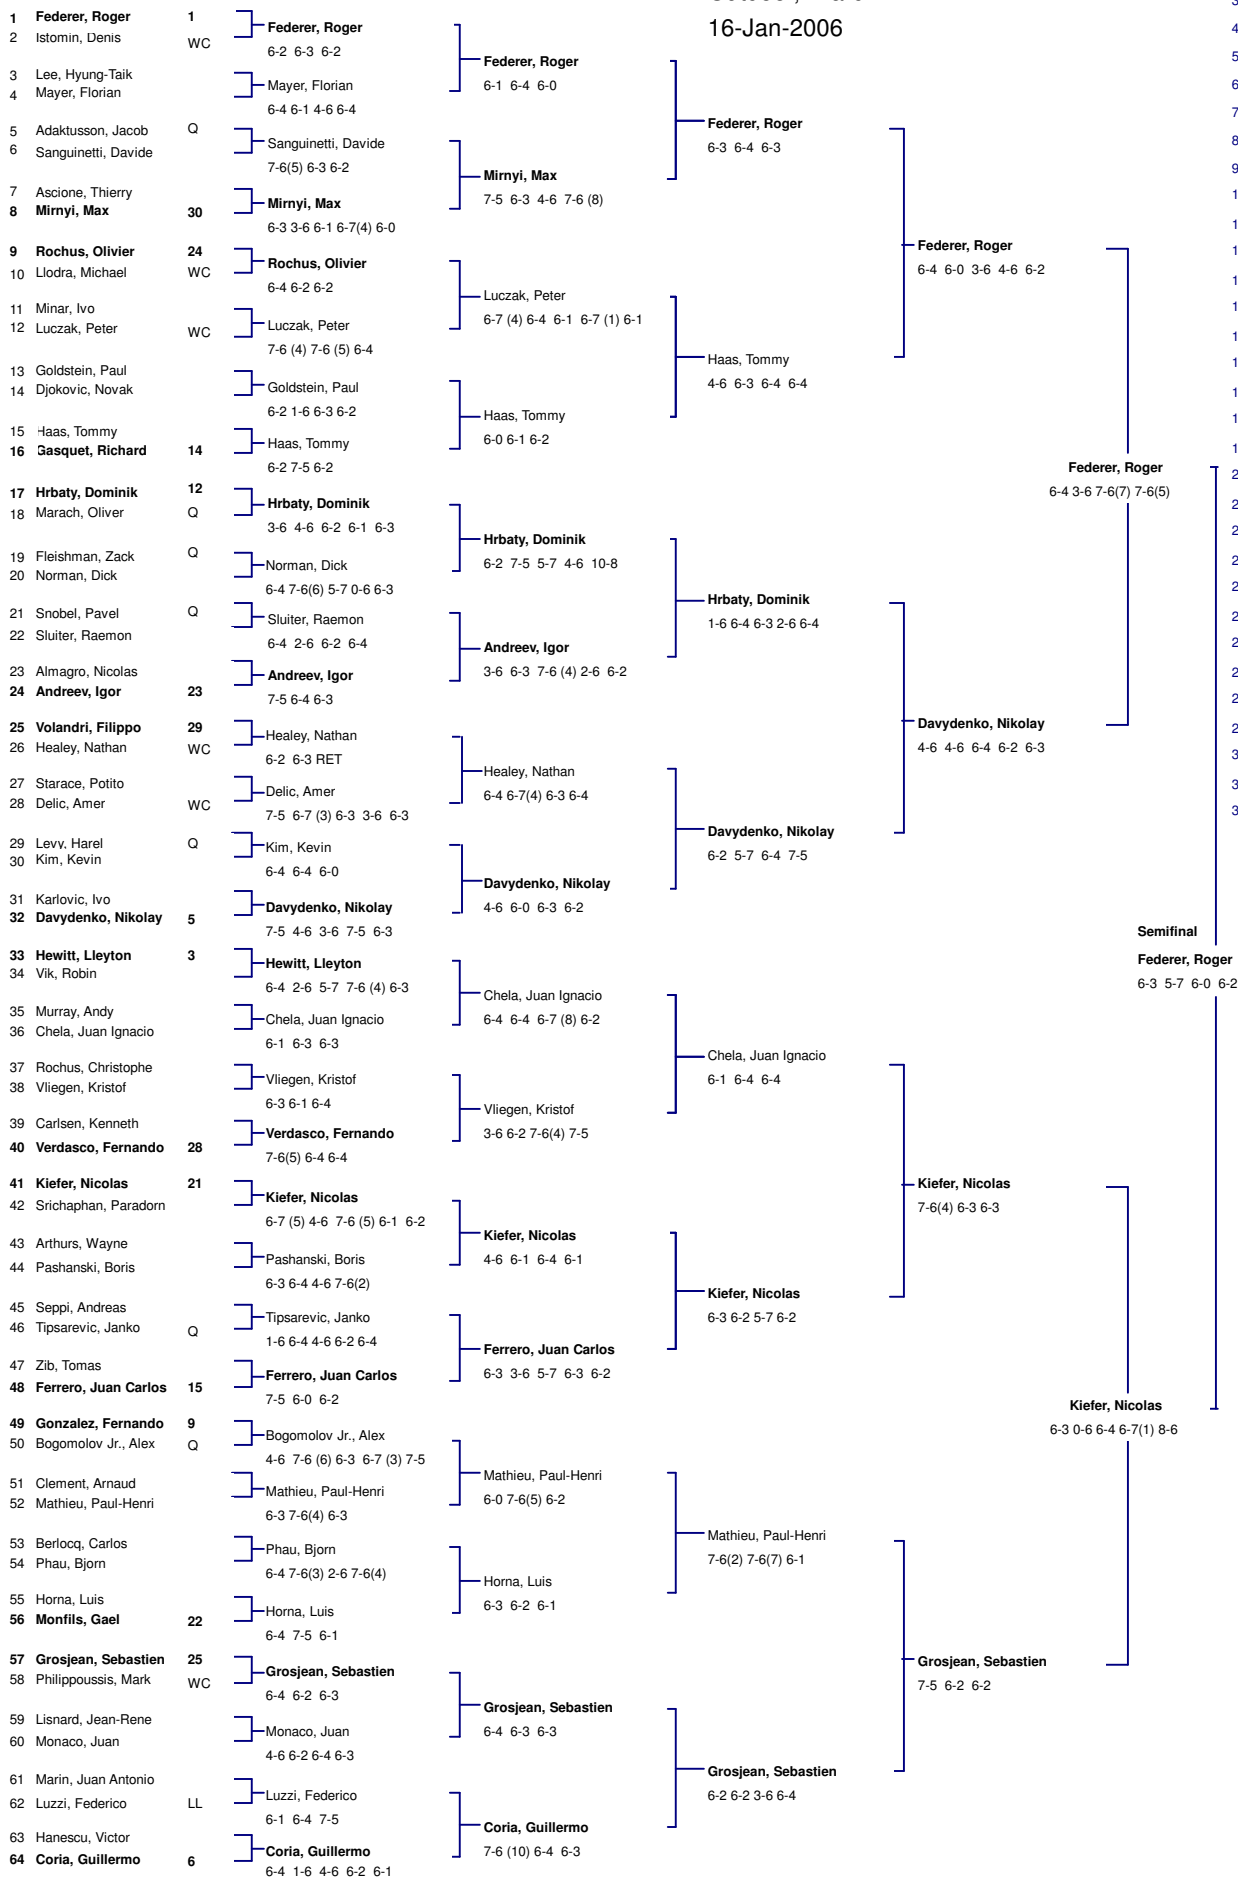 16-Jan-2006
1 Federer, Roger 1
2 Istomin, Denis WC
3 Lee, Hyung-Taik
4 Mayer, Florian
5 Adaktusson, Jacob Q
6 Sanguinetti, Davide
7 Ascione, Thierry
8 Mirnyi, Max 30
9 Rochus, Olivier 24
10 Llodra, Michael WC
11 Minar, Ivo
12 Luczak, Peter WC
13 Goldstein, Paul
14 Djokovic, Novak
15 Haas, Tommy
16 Gasquet, Richard 14
17 Hrbaty, Dominik 12
18 Marach, Oliver Q
19 Fleishman, Zack Q
20 Norman, Dick
21 Snobel, Pavel Q
22 Sluiter, Raemon
23 Almagro, Nicolas
24 Andreev, Igor 23
25 Volandri, Filippo 29
26 Healey, Nathan WC
27 Starace, Potito
28 Delic, Amer WC
29 Levy, Harel Q
30 Kim, Kevin
31 Karlovic, Ivo
32 Davydenko, Nikolay 5
33 Hewitt, Lleyton 3
34 Vik, Robin
35 Murray, Andy
36 Chela, Juan Ignacio
37 Rochus, Christophe
38 Vliegen, Kristof
39 Carlsen, Kenneth
40 Verdasco, Fernando 28
41 Kiefer, Nicolas 21
42 Srichaphan, Paradorn
43 Arthurs, Wayne
44 Pashanski, Boris
45 Seppi, Andreas
46 Tipsarevic, Janko Q
47 Zib, Tomas
48 Ferrero, Juan Carlos 15
49 Gonzalez, Fernando 9
50 Bogomolov Jr., Alex Q
51 Clement, Arnaud
52 Mathieu, Paul-Henri
53 Berlocq, Carlos
54 Phau, Bjorn
55 Horna, Luis
56 Monfils, Gael 22
57 Grosjean, Sebastien 25
58 Philippoussis, Mark WC
59 Lisnard, Jean-Rene
60 Monaco, Juan
61 Marin, Juan Antonio
62 Luzzi, Federico LL
63 Hanescu, Victor
64 Coria, Guillermo 6
Federer, Roger
6-2 6-3 6-2
Mayer, Florian
6-4 6-1 4-6 6-4
Sanguinetti, Davide
7-6(5) 6-3 6-2
Mirnyi, Max
6-3 3-6 6-1 6-7(4) 6-0
Rochus, Olivier
6-4 6-2 6-2
Luczak, Peter
7-6 (4) 7-6 (5) 6-4
Goldstein, Paul
6-2 1-6 6-3 6-2
Haas, Tommy
6-2 7-5 6-2
Hrbaty, Dominik
3-6 4-6 6-2 6-1 6-3
Norman, Dick
6-4 7-6(6) 5-7 0-6 6-3
Sluiter, Raemon
6-4 2-6 6-2 6-4
Andreev, Igor
7-5 6-4 6-3
Healey, Nathan
6-2 6-3 RET
Delic, Amer
7-5 6-7 (3) 6-3 3-6 6-3
Kim, Kevin
6-4 6-4 6-0
Davydenko, Nikolay
7-5 4-6 3-6 7-5 6-3
Hewitt, Lleyton
6-4 2-6 5-7 7-6 (4) 6-3
Chela, Juan Ignacio
6-1 6-3 6-3
Vliegen, Kristof
6-3 6-1 6-4
Verdasco, Fernando
7-6(5) 6-4 6-4
Kiefer, Nicolas
6-7 (5) 4-6 7-6 (5) 6-1 6-2
Pashanski, Boris
6-3 6-4 4-6 7-6(2)
Tipsarevic, Janko
1-6 6-4 4-6 6-2 6-4
Ferrero, Juan Carlos
7-5 6-0 6-2
Bogomolov Jr., Alex
4-6 7-6 (6) 6-3 6-7 (3) 7-5
Mathieu, Paul-Henri
6-3 7-6(4) 6-3
Phau, Bjorn
6-4 7-6(3) 2-6 7-6(4)
Horna, Luis
6-4 7-5 6-1
Grosjean, Sebastien
6-4 6-2 6-3
Monaco, Juan
4-6 6-2 6-4 6-3
Luzzi, Federico
6-1 6-4 7-5
Coria, Guillermo
6-4 1-6 4-6 6-2 6-1
Federer, Roger
6-1 6-4 6-0
Mirnyi, Max
7-5 6-3 4-6 7-6 (8)
Luczak, Peter
6-7 (4) 6-4 6-1 6-7 (1) 6-1
Haas, Tommy
6-0 6-1 6-2
Hrbaty, Dominik
6-2 7-5 5-7 4-6 10-8
Andreev, Igor
3-6 6-3 7-6 (4) 2-6 6-2
Healey, Nathan
6-4 6-7(4) 6-3 6-4
Davydenko, Nikolay
4-6 6-0 6-3 6-2
Chela, Juan Ignacio
6-4 6-4 6-7 (8) 6-2
Vliegen, Kristof
3-6 6-2 7-6(4) 7-5
Kiefer, Nicolas
4-6 6-1 6-4 6-1
Ferrero, Juan Carlos
6-3 3-6 5-7 6-3 6-2
Mathieu, Paul-Henri
6-0 7-6(5) 6-2
Horna, Luis
6-3 6-2 6-1
Grosjean, Sebastien
6-4 6-3 6-3
Coria, Guillermo
7-6 (10) 6-4 6-3
Federer, Roger
6-3 6-4 6-3
Haas, Tommy
4-6 6-3 6-4 6-4
Hrbaty, Dominik
1-6 6-4 6-3 2-6 6-4
Davydenko, Nikolay
6-2 5-7 6-4 7-5
Chela, Juan Ignacio
6-1 6-4 6-4
Kiefer, Nicolas
6-3 6-2 5-7 6-2
Mathieu, Paul-Henri
7-6(2) 7-6(7) 6-1
Grosjean, Sebastien
6-2 6-2 3-6 6-4
Federer, Roger
6-4 6-0 3-6 4-6 6-2
Davydenko, Nikolay
4-6 4-6 6-4 6-2 6-3
Kiefer, Nicolas
7-6(4) 6-3 6-3
Grosjean, Sebastien
7-5 6-2 6-2
Federer, Roger
6-4 3-6 7-6(7) 7-6(5)
Kiefer, Nicolas
6-3 0-6 6-4 6-7(1) 8-6
Semifinal
Federer, Roger
6-3 5-7 6-0 6-2